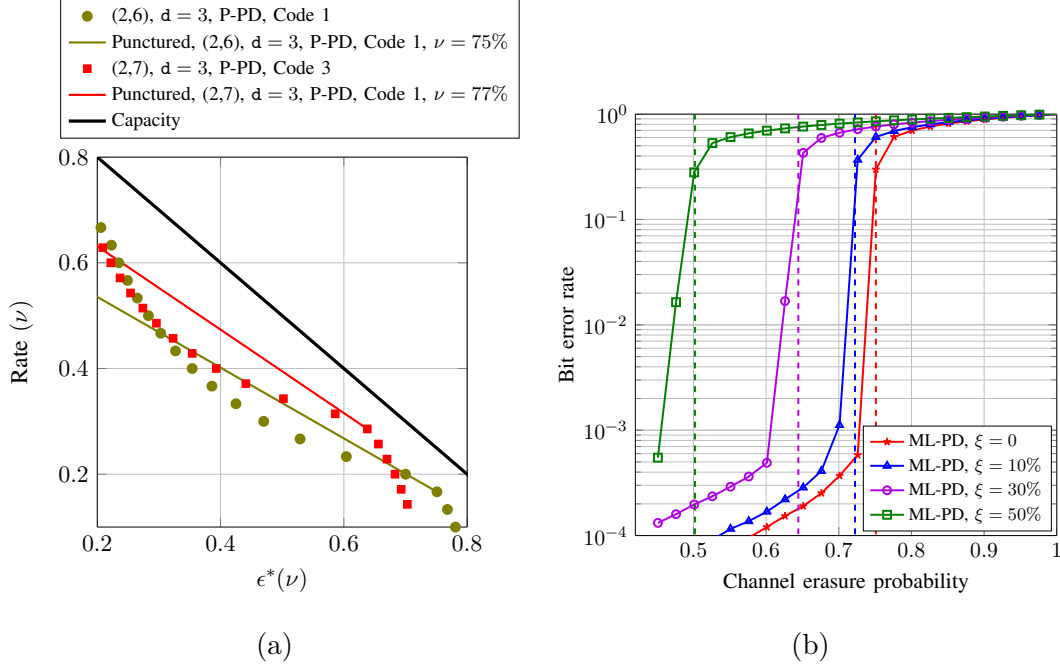 (2,6), d = 3, P-PD, Code 1
Punctured, (2,6), d = 3, P-PD, Code 1, ν = 75%
(2,7), d = 3, P-PD, Code 3
Punctured, (2,7), d = 3, P-PD, Code 1, ν = 77%
Capacity
0.8
0.6
0.4
0.2
Rate (ν)
0.2 0.4 0.6 0.8
ϵ*(ν)
(a)
10^0
10^−1
10^−2
10^−3
10^−4
Bit error rate
ML-PD, ξ = 0
ML-PD, ξ = 10%
ML-PD, ξ = 30%
ML-PD, ξ = 50%
0.5 0.6 0.7 0.8 0.9 1
Channel erasure probability
(b)